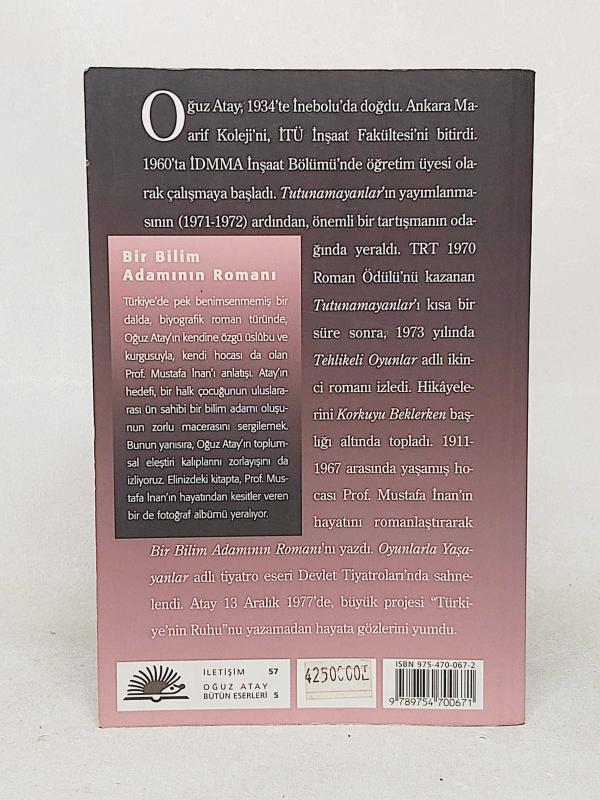 Oğuz Atay, 1934'te İnebolu'da doğdu. Ankara Ma-
arif Koleji'ni, İTÜ İnşaat Fakültesi'ni bitirdi.
1960'ta İDMMA İnşaat Bölümü'nde öğretim üyesi ola-
rak çalışmaya başladı. Tutunamayanlar'ın yayımlanma-
sının (1971-1972) ardından, önemli bir tartışmanın oda-
ğında yeraldı. TRT 1970
Roman Ödülü'nü kazanan
Tutunamayanlar'ı kısa bir
süre sonra, 1973 yılında
Tehlikeli Oyunlar adlı ikin-
ci romanı izledi. Hikâyele-
rini Korkuyu Beklerken baş-
lığı altında topladı. 1911-
1967 arasında yaşamış ho-
cası Prof. Mustafa İnan'ın
hayatını romanlaştırarak
Bir Bilim Adamının Romanı'nı yazdı. Oyunlarla Yaşa-
yanlar adlı tiyatro eseri Devlet Tiyatroları'nda sahne-
lendi. Atay 13 Aralık 1977'de, büyük projesi "Türki-
ye'nin Ruhu"nu yazamadan hayata gözlerini yumdu.
Bir Bilim
Adamının Romanı
Türkiye'de pek benimsenmemiş bir
dalda, biyografik roman türünde,
Oğuz Atay'ın kendine özgü üslûbu ve
kurgusuyla, kendi hocası da olan
Prof. Mustafa İnan'ı anlatışı. Atay'ın
hedefi, bir halk çocuğunun uluslara-
rası ün sahibi bir bilim adamı oluşu-
nun zorlu macerasını sergilemek.
Bunun yanısıra, Oğuz Atay'ın toplum-
sal eleştiri kalıplarını zorlayışını da
izliyoruz. Elinizdeki kitapta, Prof. Mus-
tafa İnan'ın hayatından kesitler veren
bir de fotoğraf albümü yeralıyor.
İLETİŞİM 57
OĞUZ ATAY
BÜTÜN ESERLERİ 5
4250000
ISBN 975-470-067-2
9 789754 700671